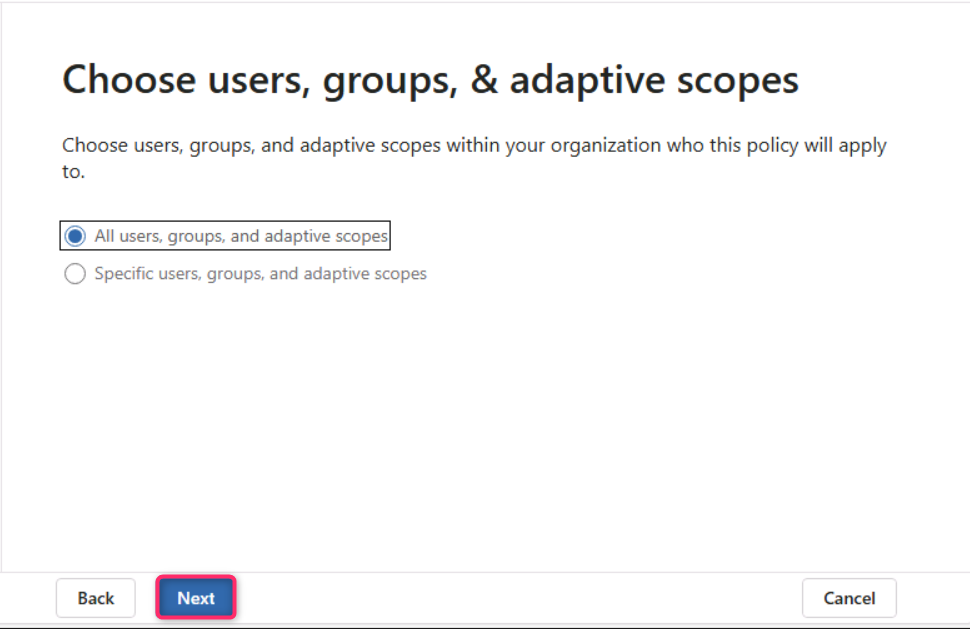 Choose users, groups, & adaptive scopes
Choose users, groups, and adaptive scopes within your organization who this policy will apply
to.
All users, groups, and adaptive scopes
Specific users, groups, and adaptive scopes
Back
Next
Cancel